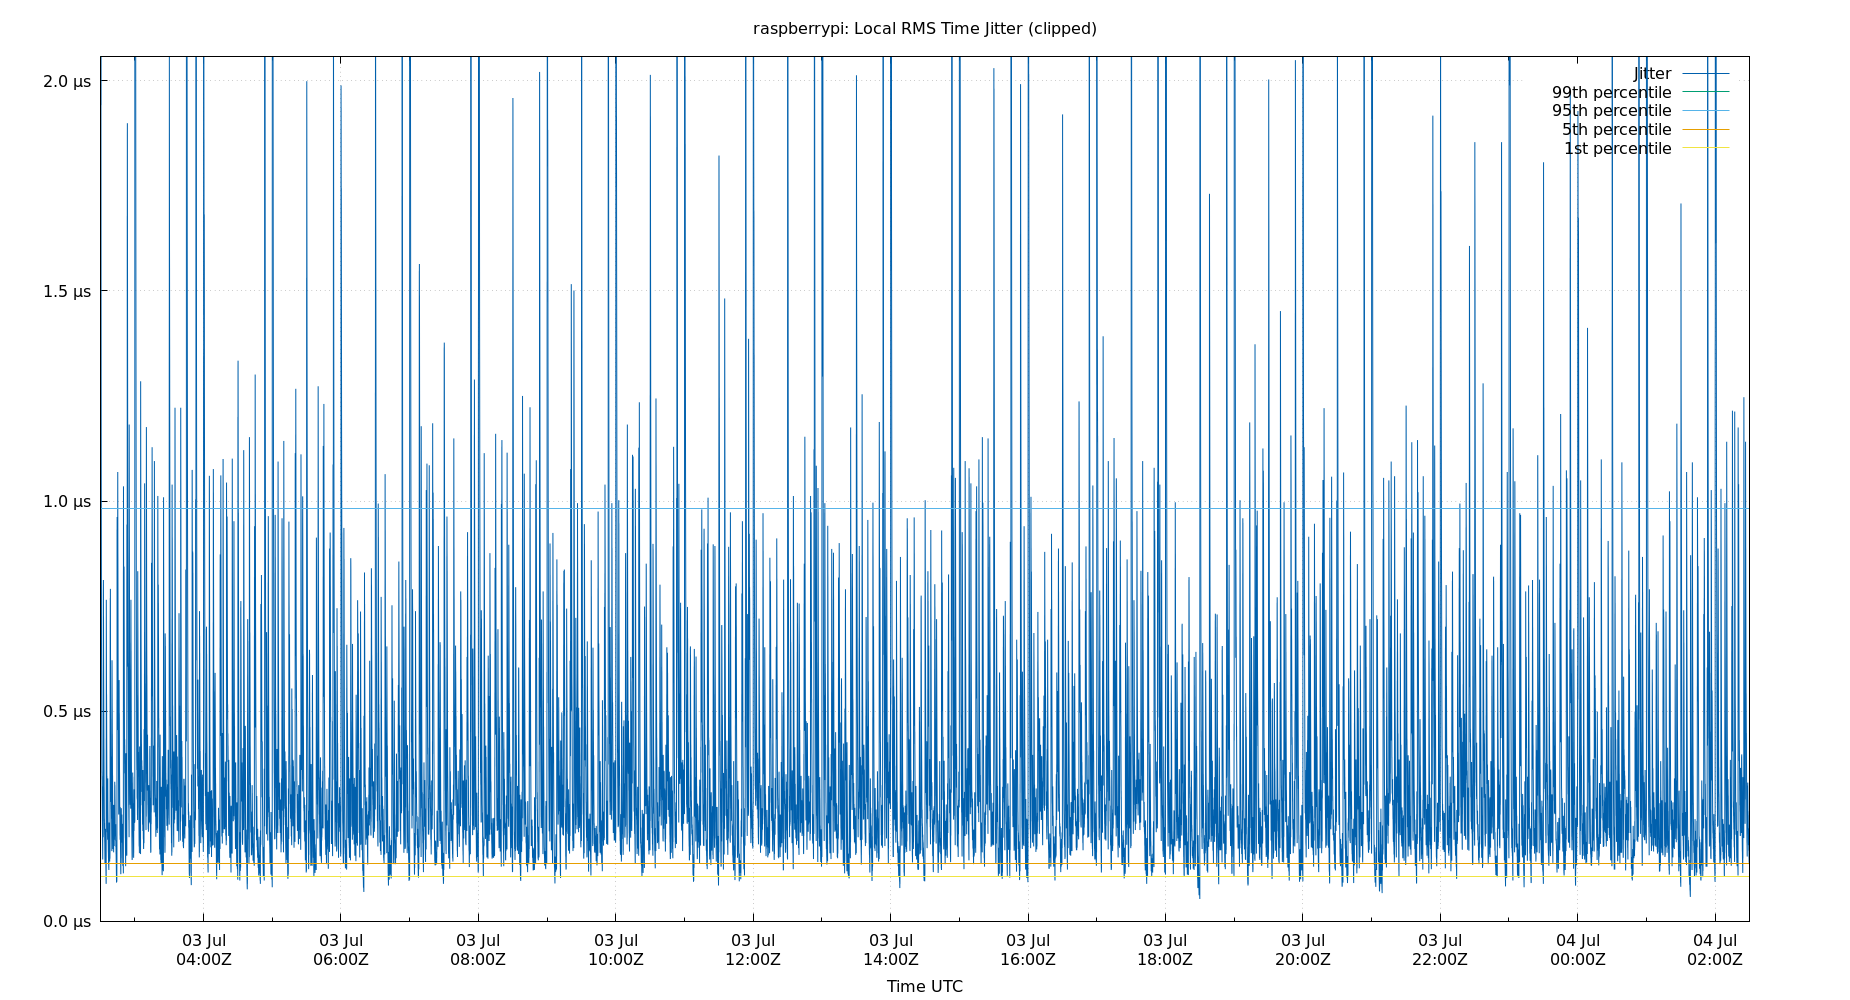 raspberrypi: Local RMS Time Jitter (clipped)
2.0 µs
1.5 µs
1.0 µs
0.5 µs
0.0 µs
Jitter
99th percentile
95th percentile
5th percentile
1st percentile
03 Jul 03 Jul 03 Jul 03 Jul 03 Jul 03 Jul 03 Jul 03 Jul 03 Jul 03 Jul 04 Jul 04 Jul
04:00Z 06:00Z 08:00Z 10:00Z 12:00Z 14:00Z 16:00Z 18:00Z 20:00Z 22:00Z 00:00Z 02:00Z
Time UTC